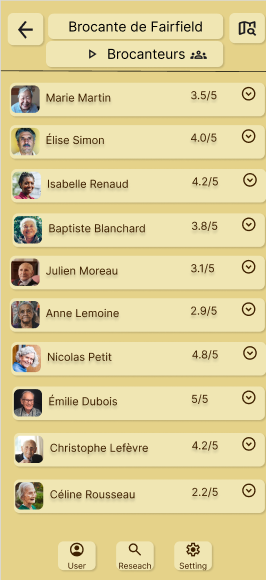 Brocante de Fairfield
Brocanteurs
Marie Martin 3.5/5
Élise Simon 4.0/5
Isabelle Renaud 4.2/5
Baptiste Blanchard 3.8/5
Julien Moreau 3.1/5
Anne Lemoine 2.9/5
Nicolas Petit 4.8/5
Émilie Dubois 5/5
Christophe Lefèvre 4.2/5
Céline Rousseau 2.2/5
User Reseach Setting